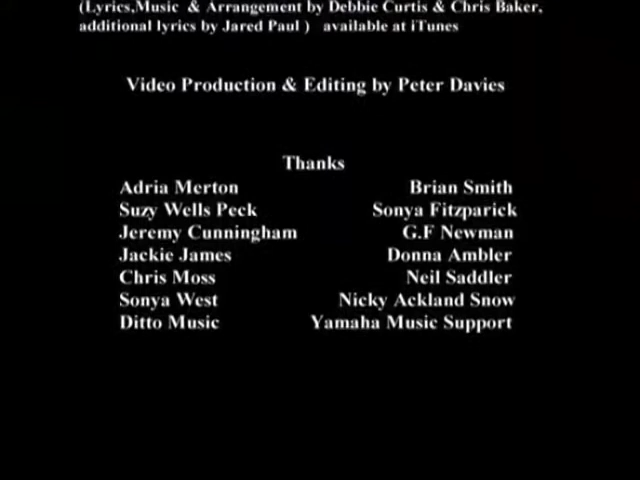 (Lyrics,Music & Arrangement by Debbie Curtis & Chris Baker,
additional lyrics by Jared Paul ) available at iTunes
Video Production & Editing by Peter Davies
Thanks
Adria Merton Brian Smith
Suzy Wells Peck Sonya Fitzparick
Jeremy Cunningham G.F Newman
Jackie James Donna Ambler
Chris Moss Neil Saddler
Sonya West Nicky Ackland Snow
Ditto Music Yamaha Music Support